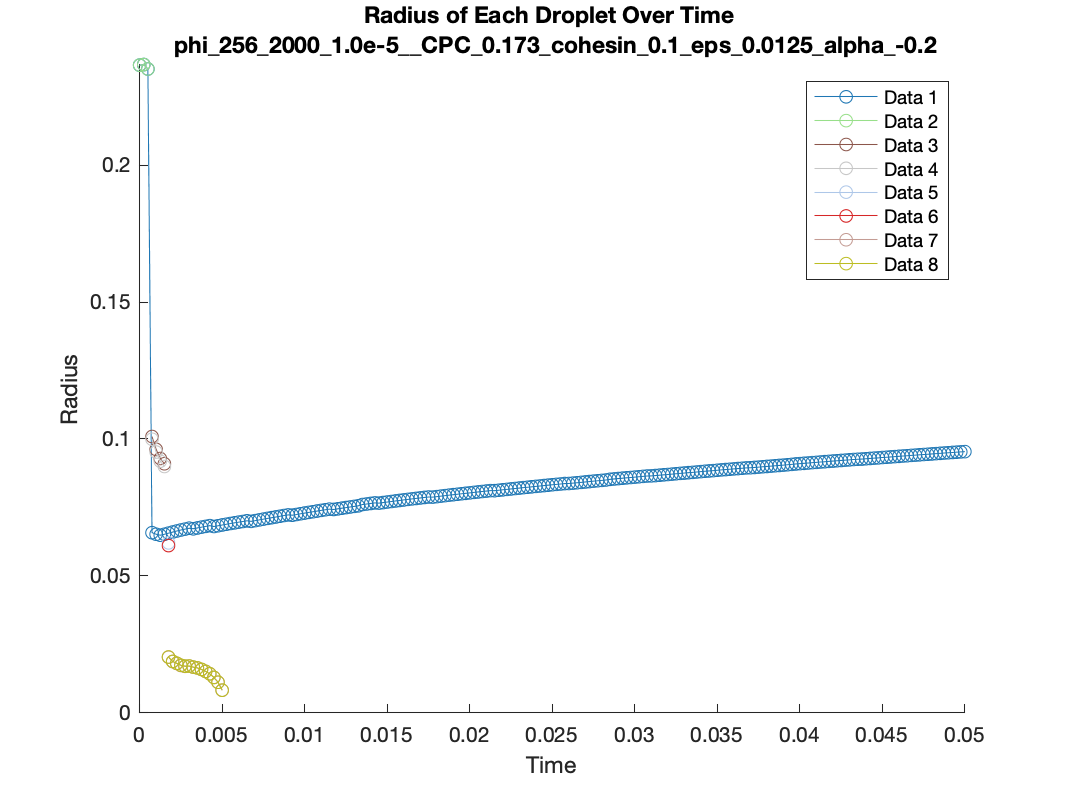 Radius of Each Droplet Over Time
phi_256_2000_1.0e-5__CPC_0.173_cohesin_0.1_eps_0.0125_alpha_-0.2
Data 1
Data 2
Data 3
Data 4
Data 5
Data 6
Data 7
Data 8
Radius
0.2
0.15
0.1
0.05
0
0 0.005 0.01 0.015 0.02 0.025 0.03 0.035 0.04 0.045 0.05
Time